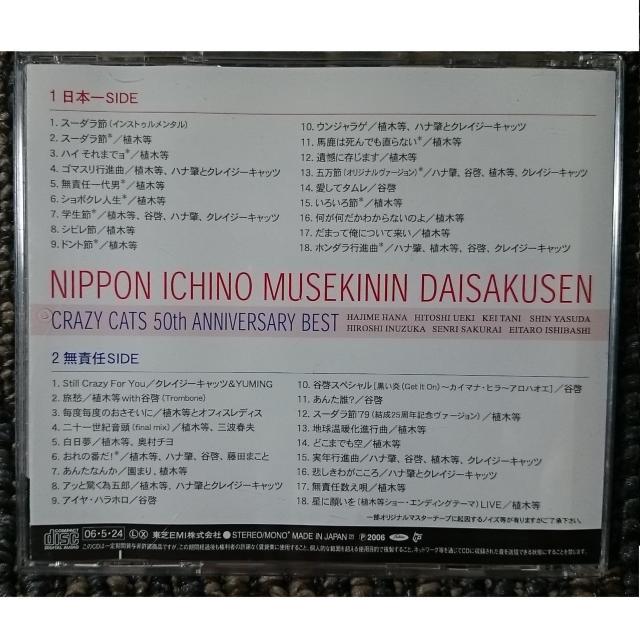 1 日本一SIDE
1. スーダラ節(インストゥルメンタル)
2. スーダラ節*／植木等
3. ハイ それまでョ*／植木等
4. ゴマスリ行進曲／植木等、ハナ肇とクレイジーキャッツ
5. 無責任一代男*／植木等
6. ショボクレ人生*／植木等
7. 学生節*／植木等、谷啓、ハナ肇、クレイジーキャッツ
8. シビレ節／植木等
9. ドント節*／植木等
10. ウンジャラゲ／植木等、ハナ肇とクレイジーキャッツ
11. 馬鹿は死んでも直らない*／植木等
12. 遺憾に存じます／植木等
13. 五万節(オリジナルヴァージョン)*／ハナ肇、谷啓、植木等、クレイジーキャッツ
14. 愛してタムレ／谷啓
15. いろいろ節*／植木等
16. 何が何だかわからないのよ／植木等
17. だまって俺について来い／植木等
18. ホンダラ行進曲*／ハナ肇、植木等、谷啓、クレイジーキャッツ
NIPPON ICHINO MUSEKININ DAISAKUSEN
CRAZY CATS 50th ANNIVERSARY BEST
HAJIME HANA HITOSHI UEKI KEI TANI SHIN YASUDA
HIROSHI INUZUKA SENRI SAKURAI EITARO ISHIBASHI
2 無責任SIDE
1. Still Crazy For You／クレイジーキャッツ&YUMING
2. 旅愁／植木等with谷啓(Trombone)
3. 毎度毎度のおさそいに／植木等とオフィスレディス
4. 二十一世紀音頭(final mix)／植木等、三波春夫
5. 白日夢／植木等、奥村チヨ
6. おれの番だ!*／植木等、ハナ肇、谷啓、藤田まこと
7. あんたなんか／園まり、植木等
8. アッと驚く為五郎／植木等、ハナ肇とクレイジーキャッツ
9. アイヤ・ハラホロ／谷啓
10. 谷啓スペシャル[黒い炎(Get It On)〜カイマナ・ヒラ〜アロハオエ]／谷啓
11. あんた誰?／谷啓
12. スーダラ節'79(結成25周年記念ヴァージョン)／植木等
13. 地球温暖化進行曲／植木等
14. どこまでも空／植木等
15. 実年行進曲／ハナ肇、植木等、谷啓、クレイジーキャッツ
16. 悲しきわがこころ／ハナ肇とクレイジーキャッツ
17. 無責任数え唄／植木等
18. 星に願いを(植木等ショー・エンディングテーマ)LIVE／植木等
一部オリジナルマスターテープに起因するノイズ等が有りますがご了承下さい。
COMPACT disc DIGITAL AUDIO
06・5・24 Ⓛ Ⓧ 東芝EMI株式会社 ●STEREO/MONO* MADE IN JAPAN ℗2006